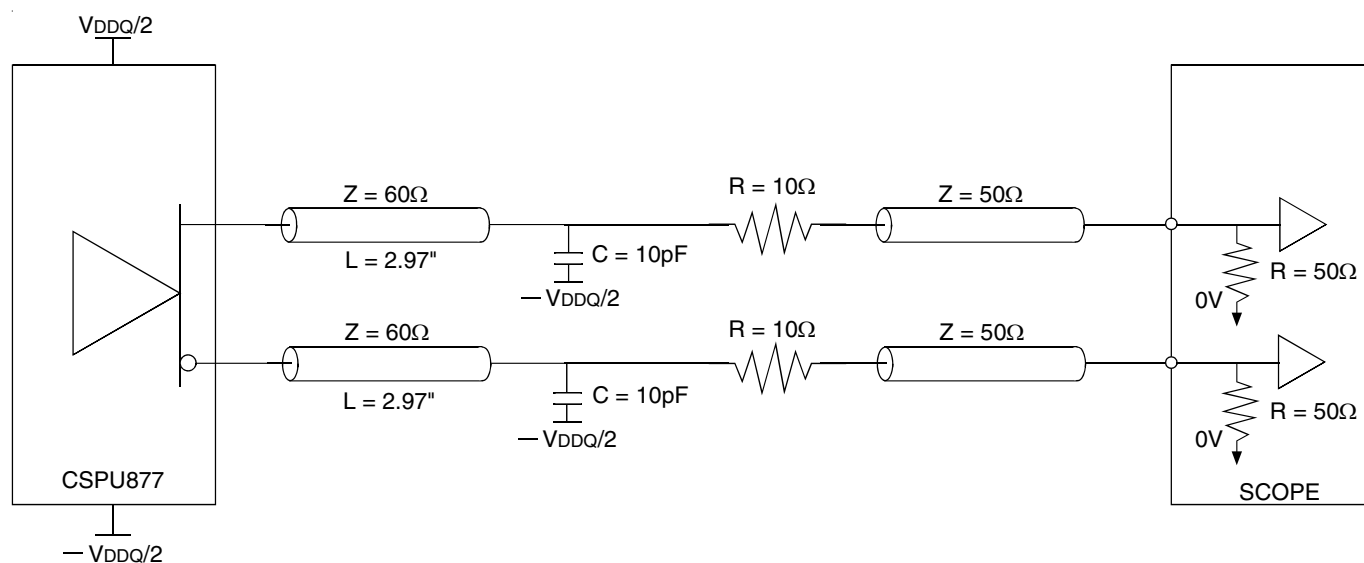 VDDQ/2
Z = 60Ω
R = 10Ω
Z = 50Ω
L = 2.97"
C = 10pF
– VDDQ/2
R = 50Ω
0V
Z = 60Ω
R = 10Ω
Z = 50Ω
L = 2.97"
C = 10pF
– VDDQ/2
R = 50Ω
0V
CSPU877
SCOPE
– VDDQ/2